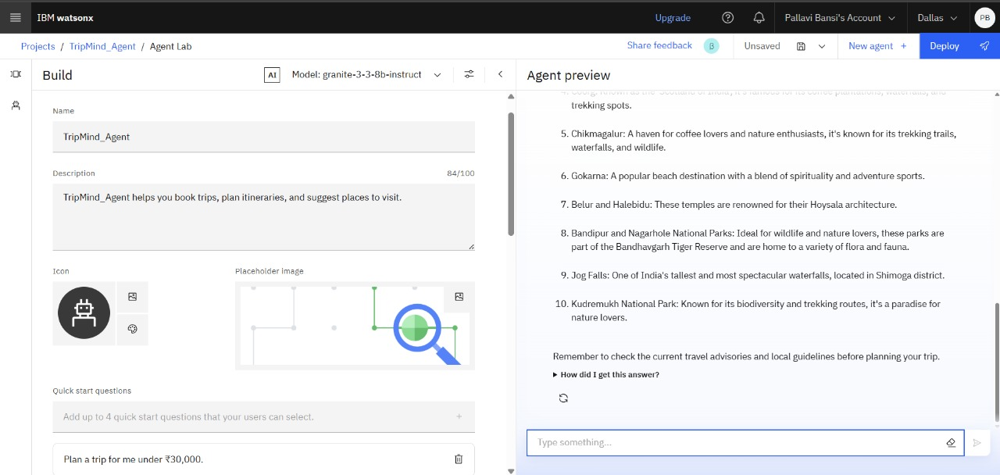 IBM watsonx
Upgrade
Pallavi Bansi's Account
Dallas
PB
Projects / TripMind_Agent / Agent Lab
Share feedback
β
Unsaved
New agent +
Deploy
Build
AI
Model: granite-3-3-8b-instruct
Agent preview
Name
TripMind_Agent
Description
84/100
TripMind_Agent helps you book trips, plan itineraries, and suggest places to visit.
Icon
Placeholder image
Quick start questions
Add up to 4 quick start questions that your users can select.
Plan a trip for me under ₹30,000.
4. Coorg: Known as the 'Scotland of India', it's famous for its coffee plantations, waterfalls, and
trekking spots.
5. Chikmagalur: A haven for coffee lovers and nature enthusiasts, it's known for its trekking trails,
waterfalls, and wildlife.
6. Gokarna: A popular beach destination with a blend of spirituality and adventure sports.
7. Belur and Halebidu: These temples are renowned for their Hoysala architecture.
8. Bandipur and Nagarhole National Parks: Ideal for wildlife and nature lovers, these parks are
part of the Bandhavgarh Tiger Reserve and are home to a variety of flora and fauna.
9. Jog Falls: One of India's tallest and most spectacular waterfalls, located in Shimoga district.
10. Kudremukh National Park: Known for its biodiversity and trekking routes, it's a paradise for
nature lovers.
Remember to check the current travel advisories and local guidelines before planning your trip.
How did I get this answer?
Type something...